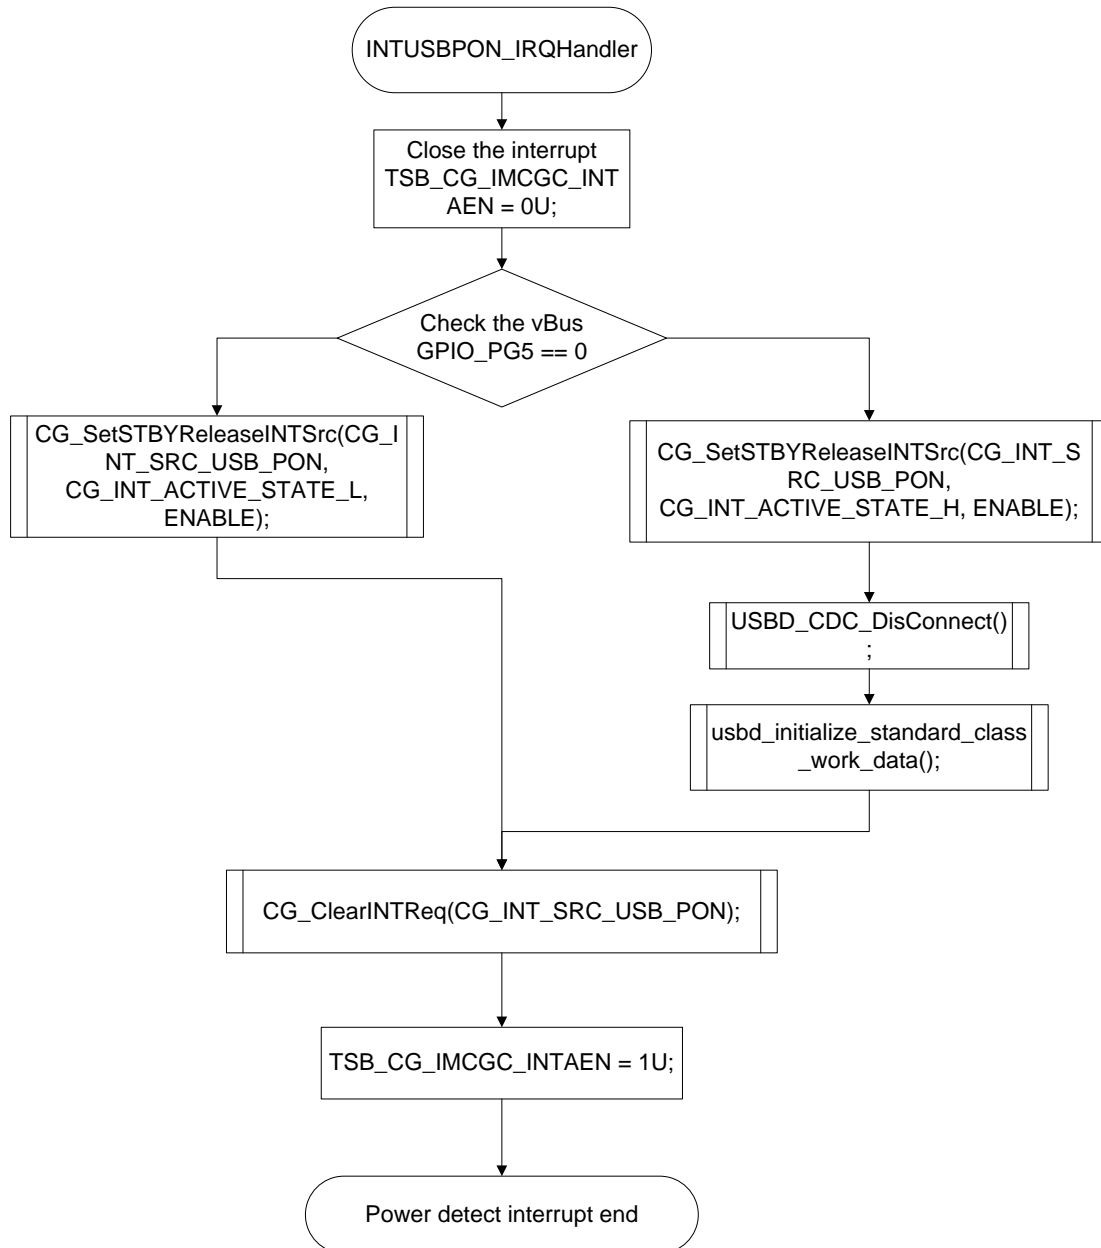 INTUSBPON_IRQHandler
Close the interrupt
TSB_CG_IMCGC_INT
AEN = 0U;
Check the vBus
GPIO_PG5 == 0
CG_SetSTBYReleaseINTSrc(CG_I
NT_SRC_USB_PON,
CG_INT_ACTIVE_STATE_L,
ENABLE);
CG_SetSTBYReleaseINTSrc(CG_INT_S
RC_USB_PON,
CG_INT_ACTIVE_STATE_H, ENABLE);
USBD_CDC_DisConnect()
;
usbd_initialize_standard_class
_work_data();
CG_ClearINTReq(CG_INT_SRC_USB_PON);
TSB_CG_IMCGC_INTAEN = 1U;
Power detect interrupt end